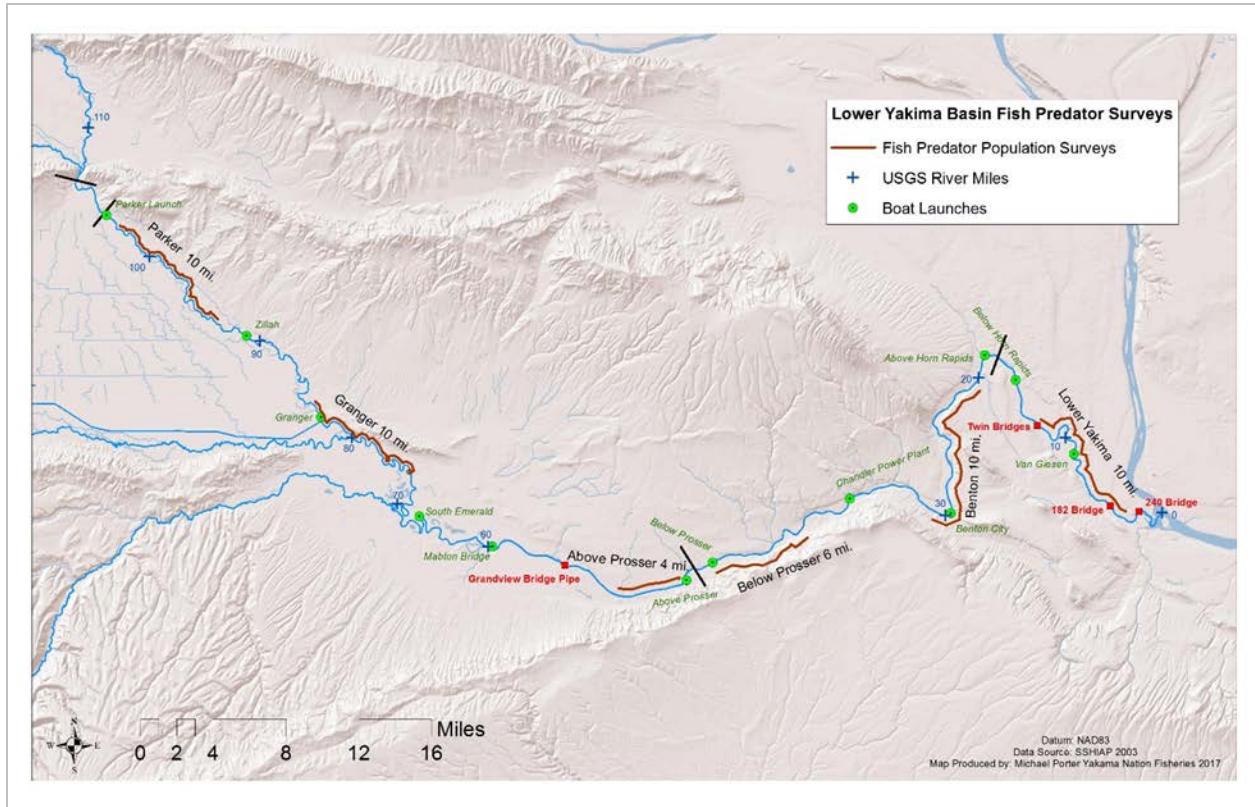 Lower Yakima Basin Fish Predator Surveys
Fish Predator Population Surveys
USGS River Miles
Boat Launches
110
Parker Launch
Parker 10 mi.
100
Zillah
90
Granger
Granger 10 mi.
80
70
South Emerald
60
Mabton Bridge
Grandview Bridge Pipe
Above Prosser 4 mi.
Above Prosser
Below Prosser
Below Prosser 6 mi.
Chandler Power Plant
30
Benton City
Benton 10 mi.
20
Above Horn Rapids
Below Horn Rapids
Twin Bridges
10
Van Giesen
Lower Yakima 10 mi.
182 Bridge
240 Bridge
0
N
W E
S
Miles
0 2 4 8 12 16
Datum: NAD83
Data Source: SSHIAP 2003
Map Produced by: Michael Porter Yakama Nation Fisheries 2017